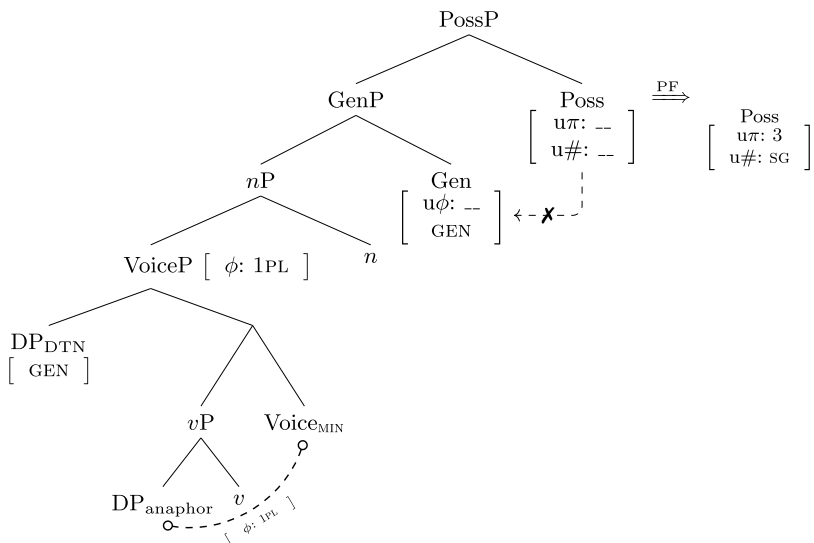 PossP
GenP
Poss
[ uπ: __
u#: __ ]
PF
⟹
Poss
[ uπ: 3
u#: SG ]
nP
Gen
[ uϕ: __
GEN ]
✗
VoiceP [ ϕ: 1PL ]
n
DP_DTN
[ GEN ]
vP
Voice_MIN
DP_anaphor
v
[ ϕ: 1PL ]